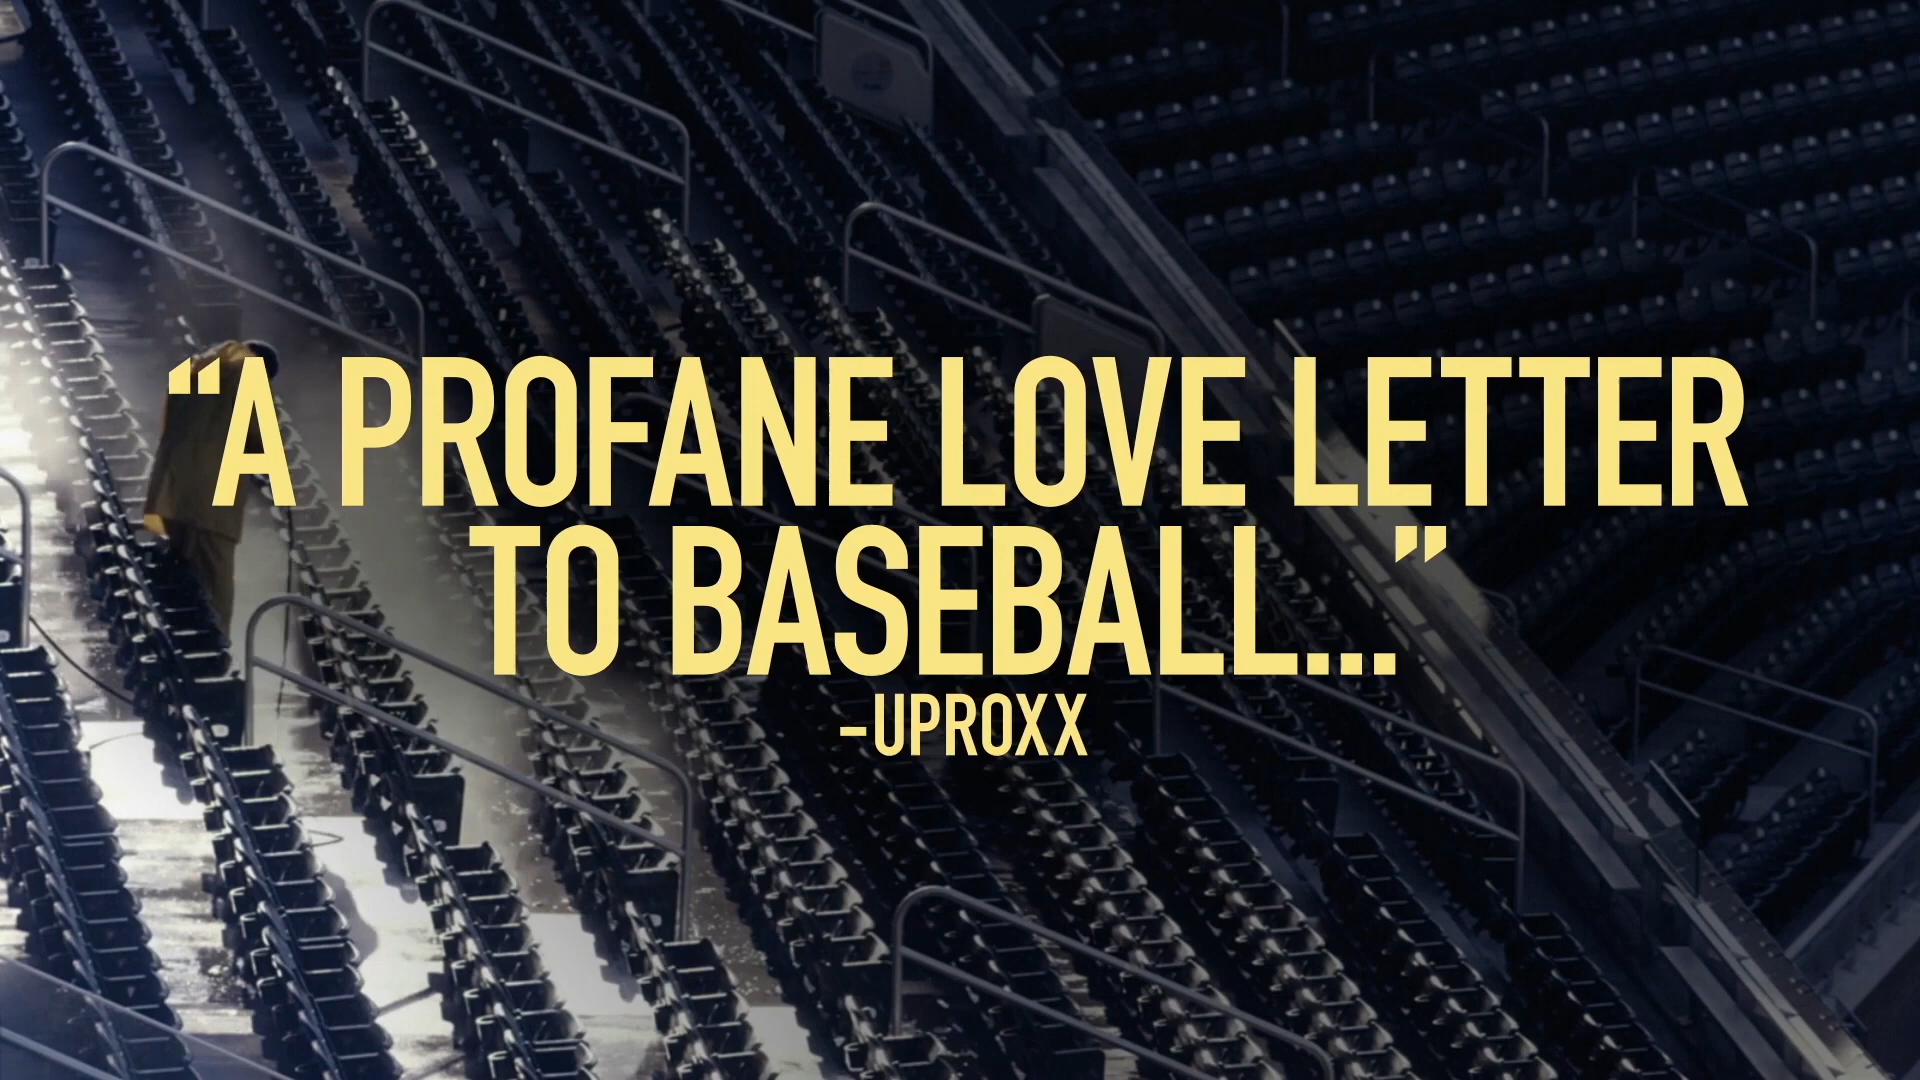 “A PROFANE LOVE LETTER
TO BASEBALL...”
-UPROXX